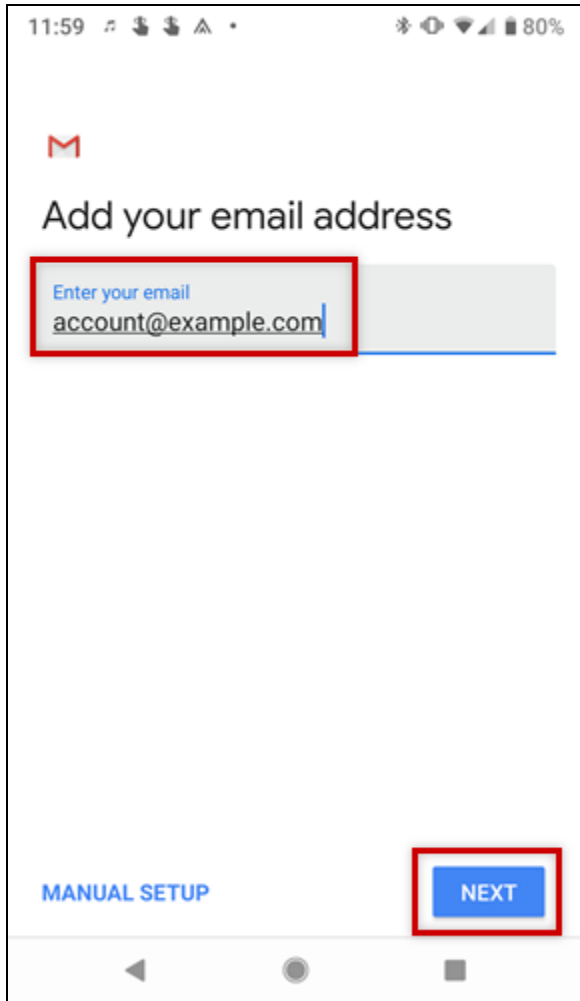 11:59 80%
Add your email address
Enter your email
account@example.com
MANUAL SETUP NEXT